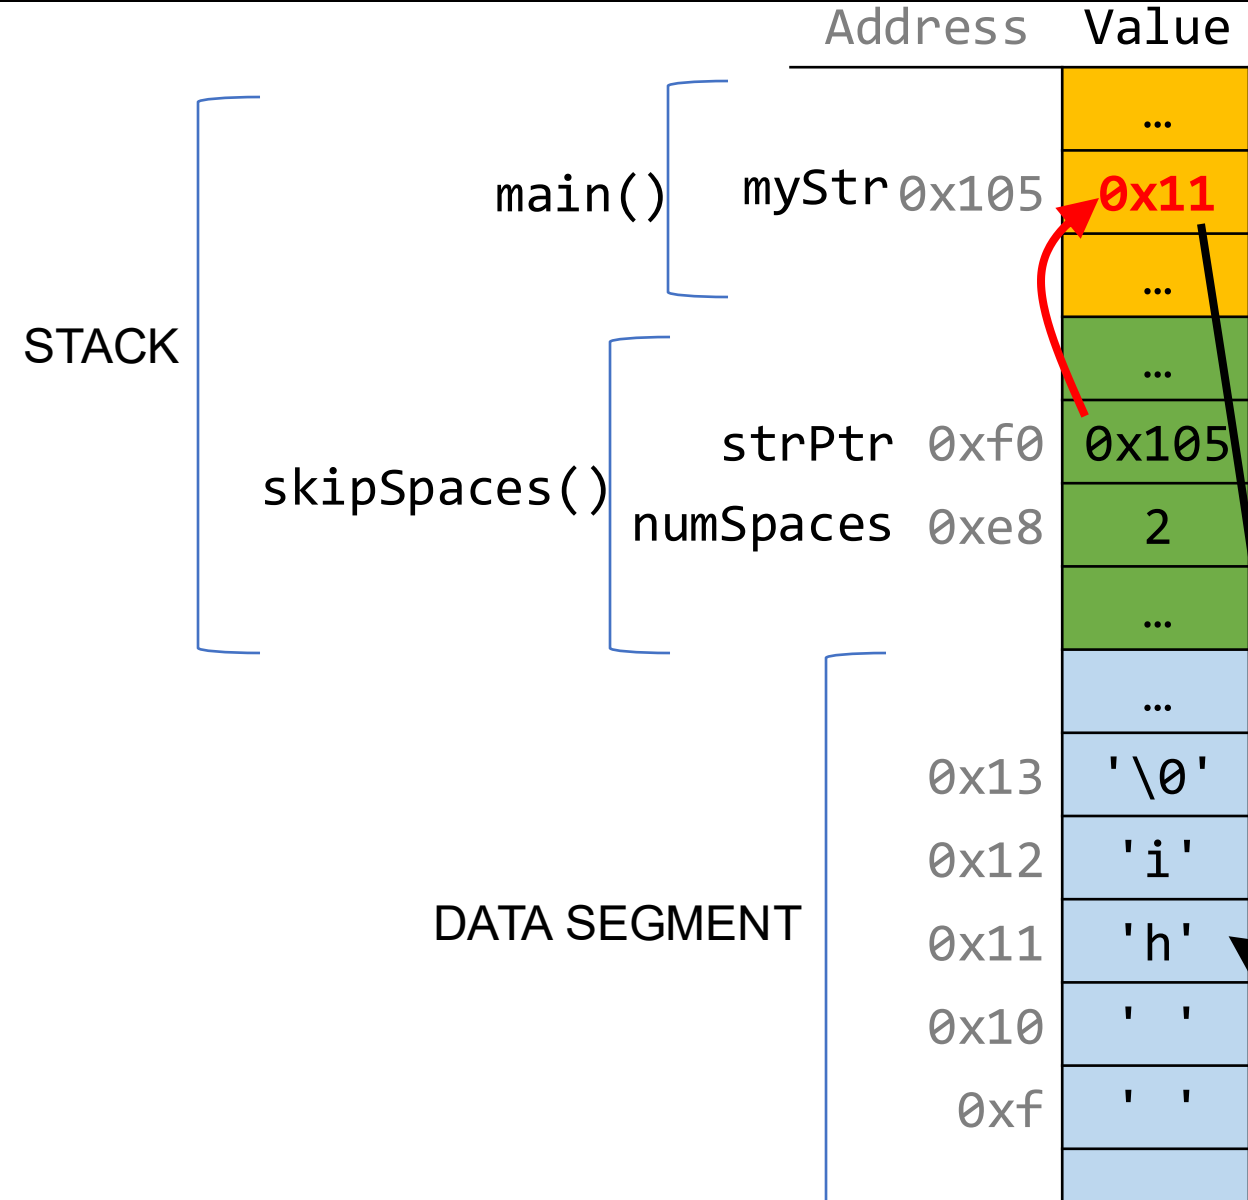 Address Value
…
main() myStr 0x105 0x11
…
STACK
…
strPtr 0xf0 0x105
skipSpaces()
numSpaces 0xe8 2
…
…
0x13 '\0'
0x12 'i'
DATA SEGMENT
0x11 'h'
0x10 ' '
0xf ' '